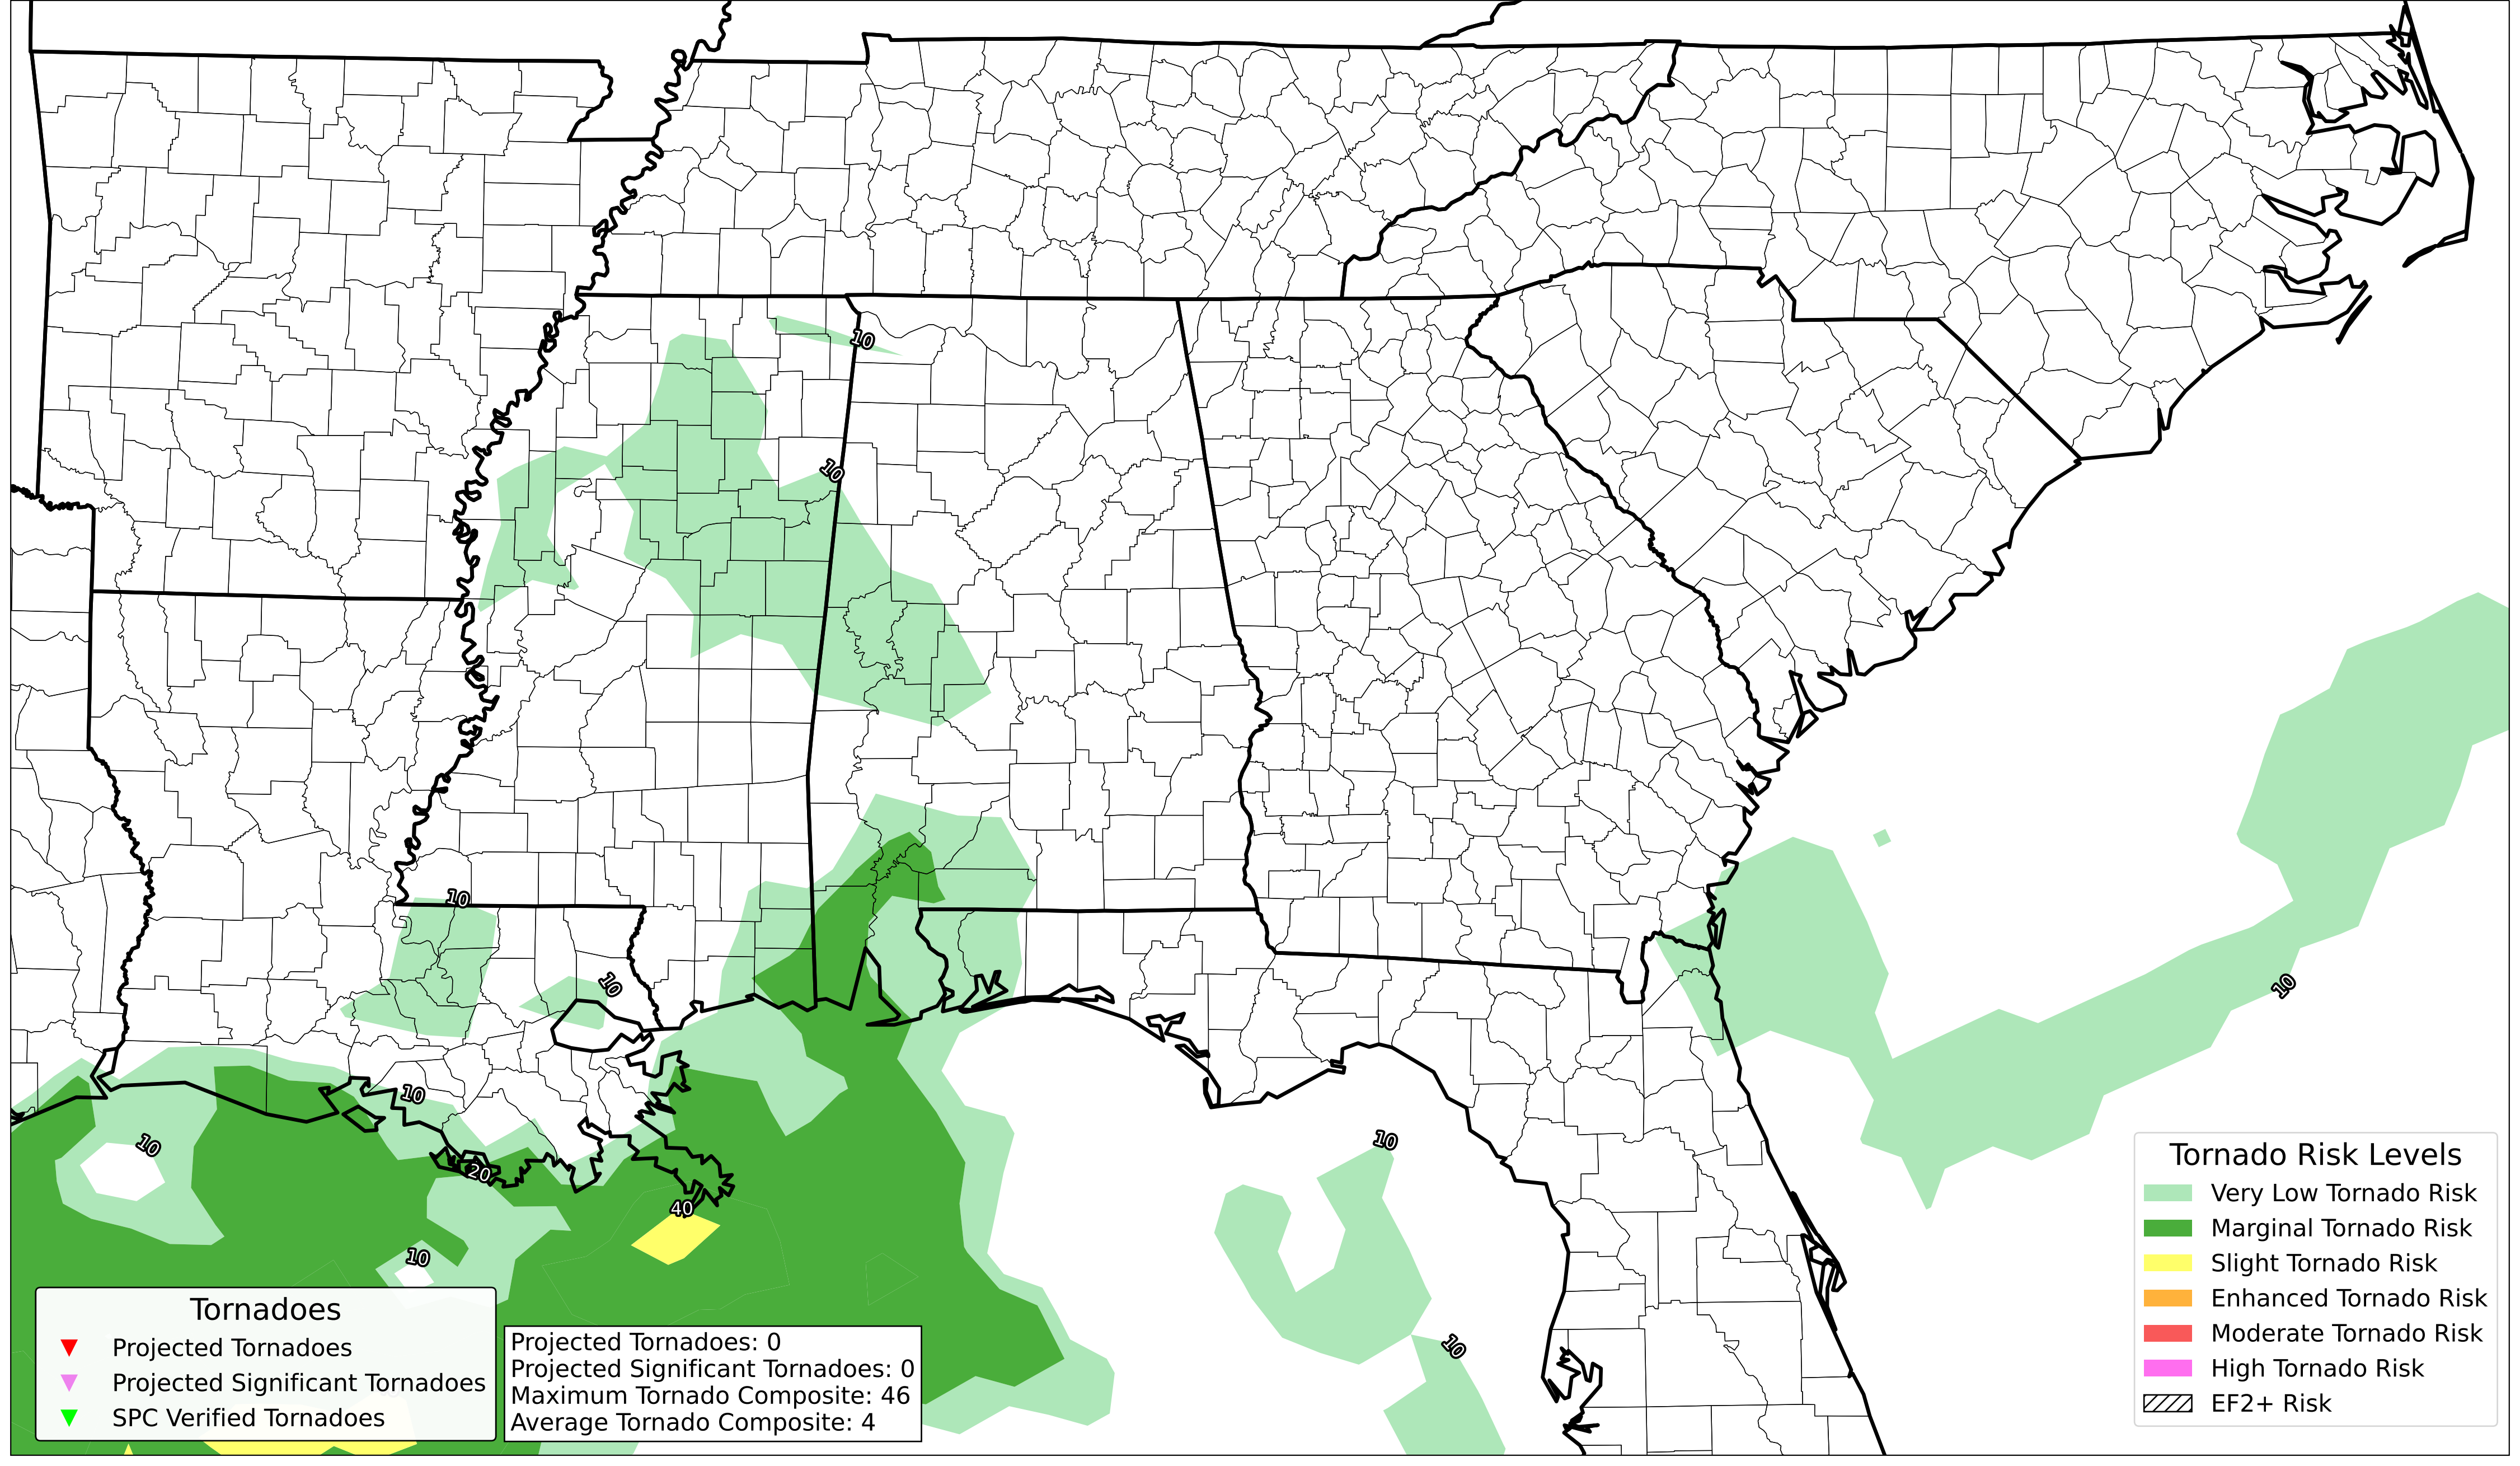 10
10
10
10
10
10
20
40
10
10
10
10
10
Tornadoes
Projected Tornadoes
Projected Significant Tornadoes
SPC Verified Tornadoes
Projected Tornadoes: 0
Projected Significant Tornadoes: 0
Maximum Tornado Composite: 46
Average Tornado Composite: 4
Tornado Risk Levels
Very Low Tornado Risk
Marginal Tornado Risk
Slight Tornado Risk
Enhanced Tornado Risk
Moderate Tornado Risk
High Tornado Risk
EF2+ Risk